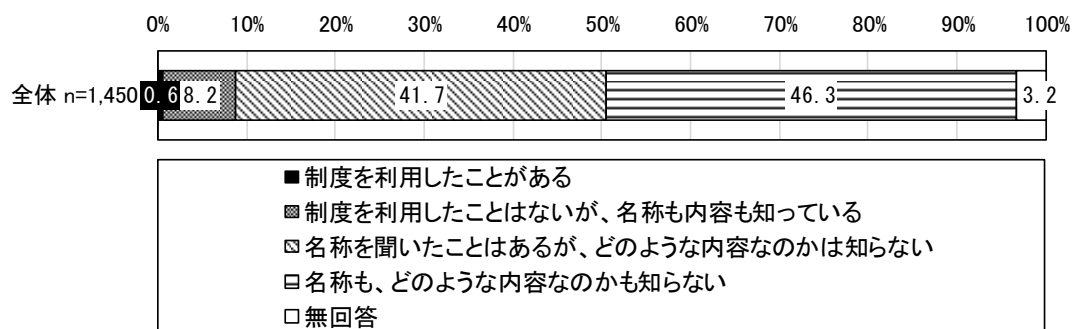 0% 10% 20% 30% 40% 50% 60% 70% 80% 90% 100%
全体 n=1,450 0.6 8.2 41.7 46.3 3.2
制度を利用したことがある
制度を利用したことはないが、名称も内容も知っている
名称を聞いたことはあるが、どのような内容なのかは知らない
名称も、どのような内容なのかも知らない
無回答